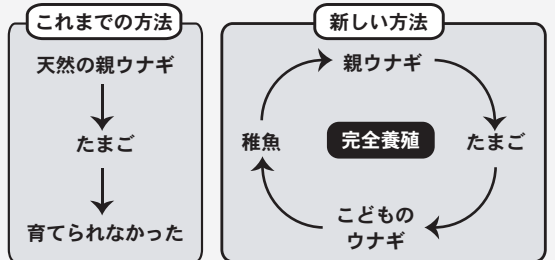 これまでの方法
天然の親ウナギ
たまご
育てられなかった
新しい方法
親ウナギ
たまご
こどもの
ウナギ
稚魚
完全養殖